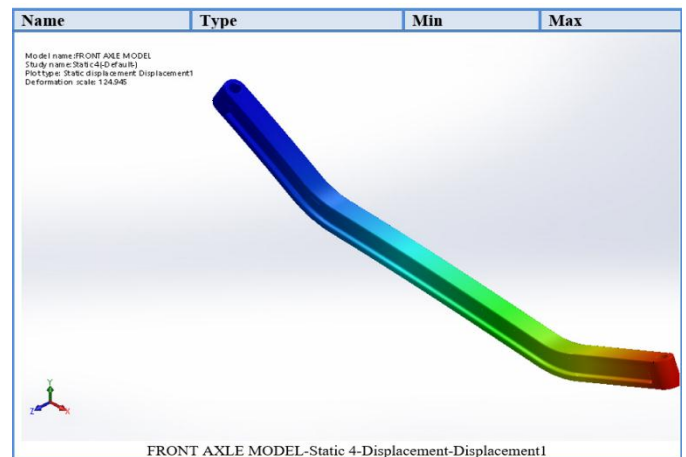 Name Type Min Max
Model name:FRONT AXLE MODEL
Study name:Static 4(-Default-)
Plot type: Static displacement Displacement1
Deformation scale: 124.945
Y
Z X
FRONT AXLE MODEL-Static 4-Displacement-Displacement1